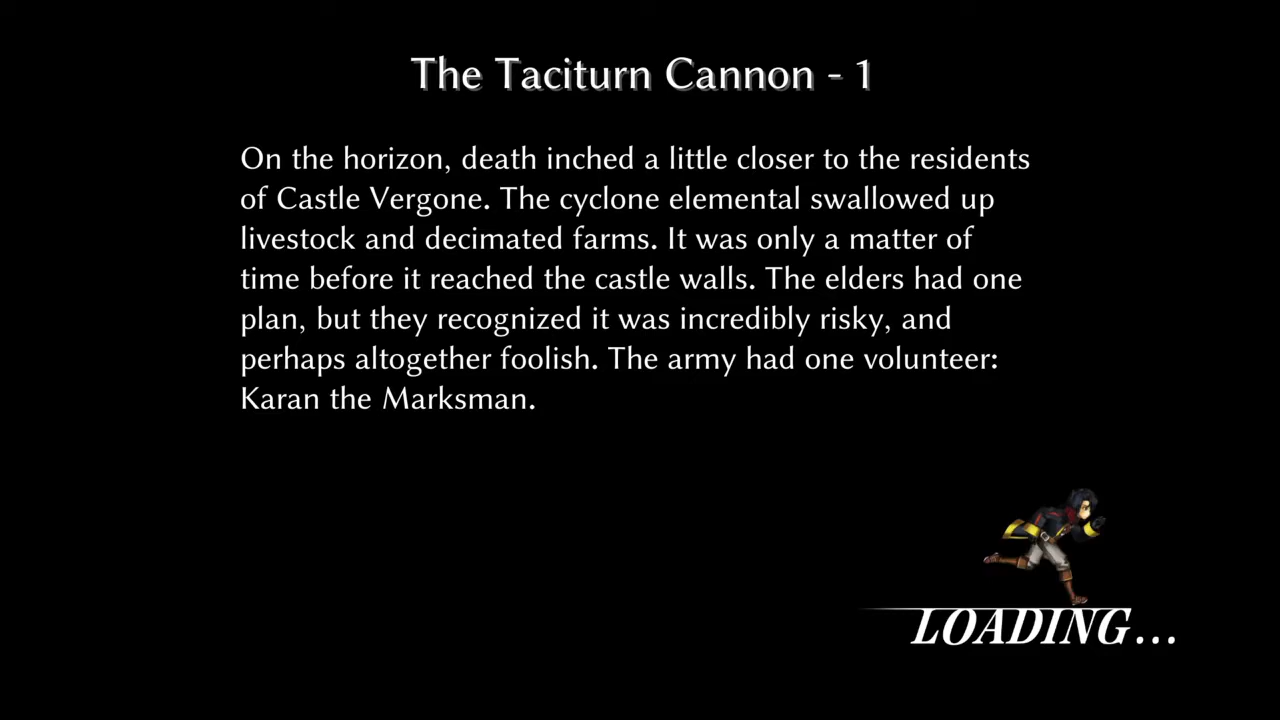 The Taciturn Cannon - 1
On the horizon, death inched a little closer to the residents
of Castle Vergone. The cyclone elemental swallowed up
livestock and decimated farms. It was only a matter of
time before it reached the castle walls. The elders had one
plan, but they recognized it was incredibly risky, and
perhaps altogether foolish. The army had one volunteer:
Karan the Marksman.
LOADING...